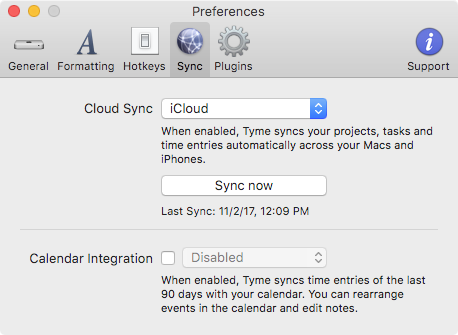 Preferences
General Formatting Hotkeys Sync Plugins Support
Cloud Sync iCloud
When enabled, Tyme syncs your projects, tasks and
time entries automatically across your Macs and
iPhones.
Sync now
Last Sync: 11/2/17, 12:09 PM
Calendar Integration Disabled
When enabled, Tyme syncs time entries of the last
90 days with your calendar. You can rearrange
events in the calendar and edit notes.